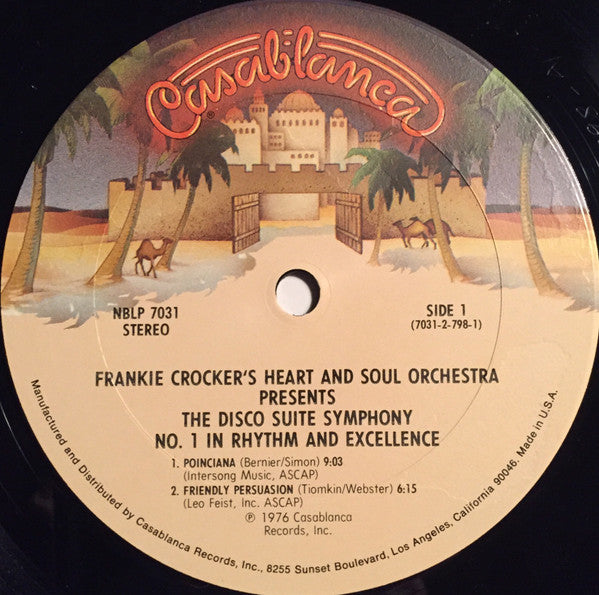 Casablanca
®
NBLP 7031
STEREO
SIDE 1
(7031-2-798-1)
FRANKIE CROCKER'S HEART AND SOUL ORCHESTRA
PRESENTS
THE DISCO SUITE SYMPHONY
NO. 1 IN RHYTHM AND EXCELLENCE
1. POINCIANA (Bernier/Simon) 9:03
(Intersong Music, ASCAP)
2. FRIENDLY PERSUASION (Tiomkin/Webster) 6:15
(Leo Feist, Inc. ASCAP)
℗ 1976 Casablanca
Records, Inc.
Manufactured and Distributed by Casablanca Records, Inc., 8255 Sunset Boulevard, Los Angeles, California 90046. Made in U.S.A.